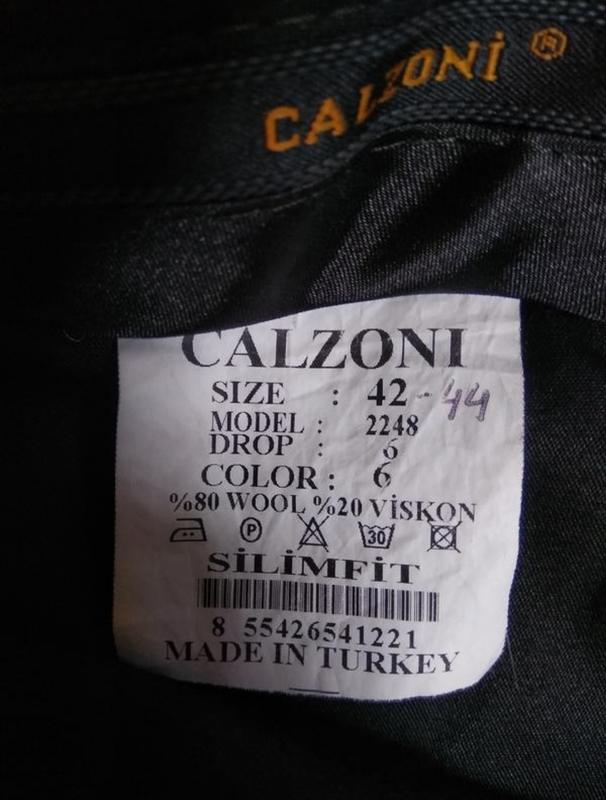 CALZONİ ®
CALZONI
SIZE : 42 - 44
MODEL : 2248
DROP : 6
COLOR : 6
%80 WOOL %20 VİSKON
P 30
SİLİMFİT
8 55426541221
MADE IN TURKEY